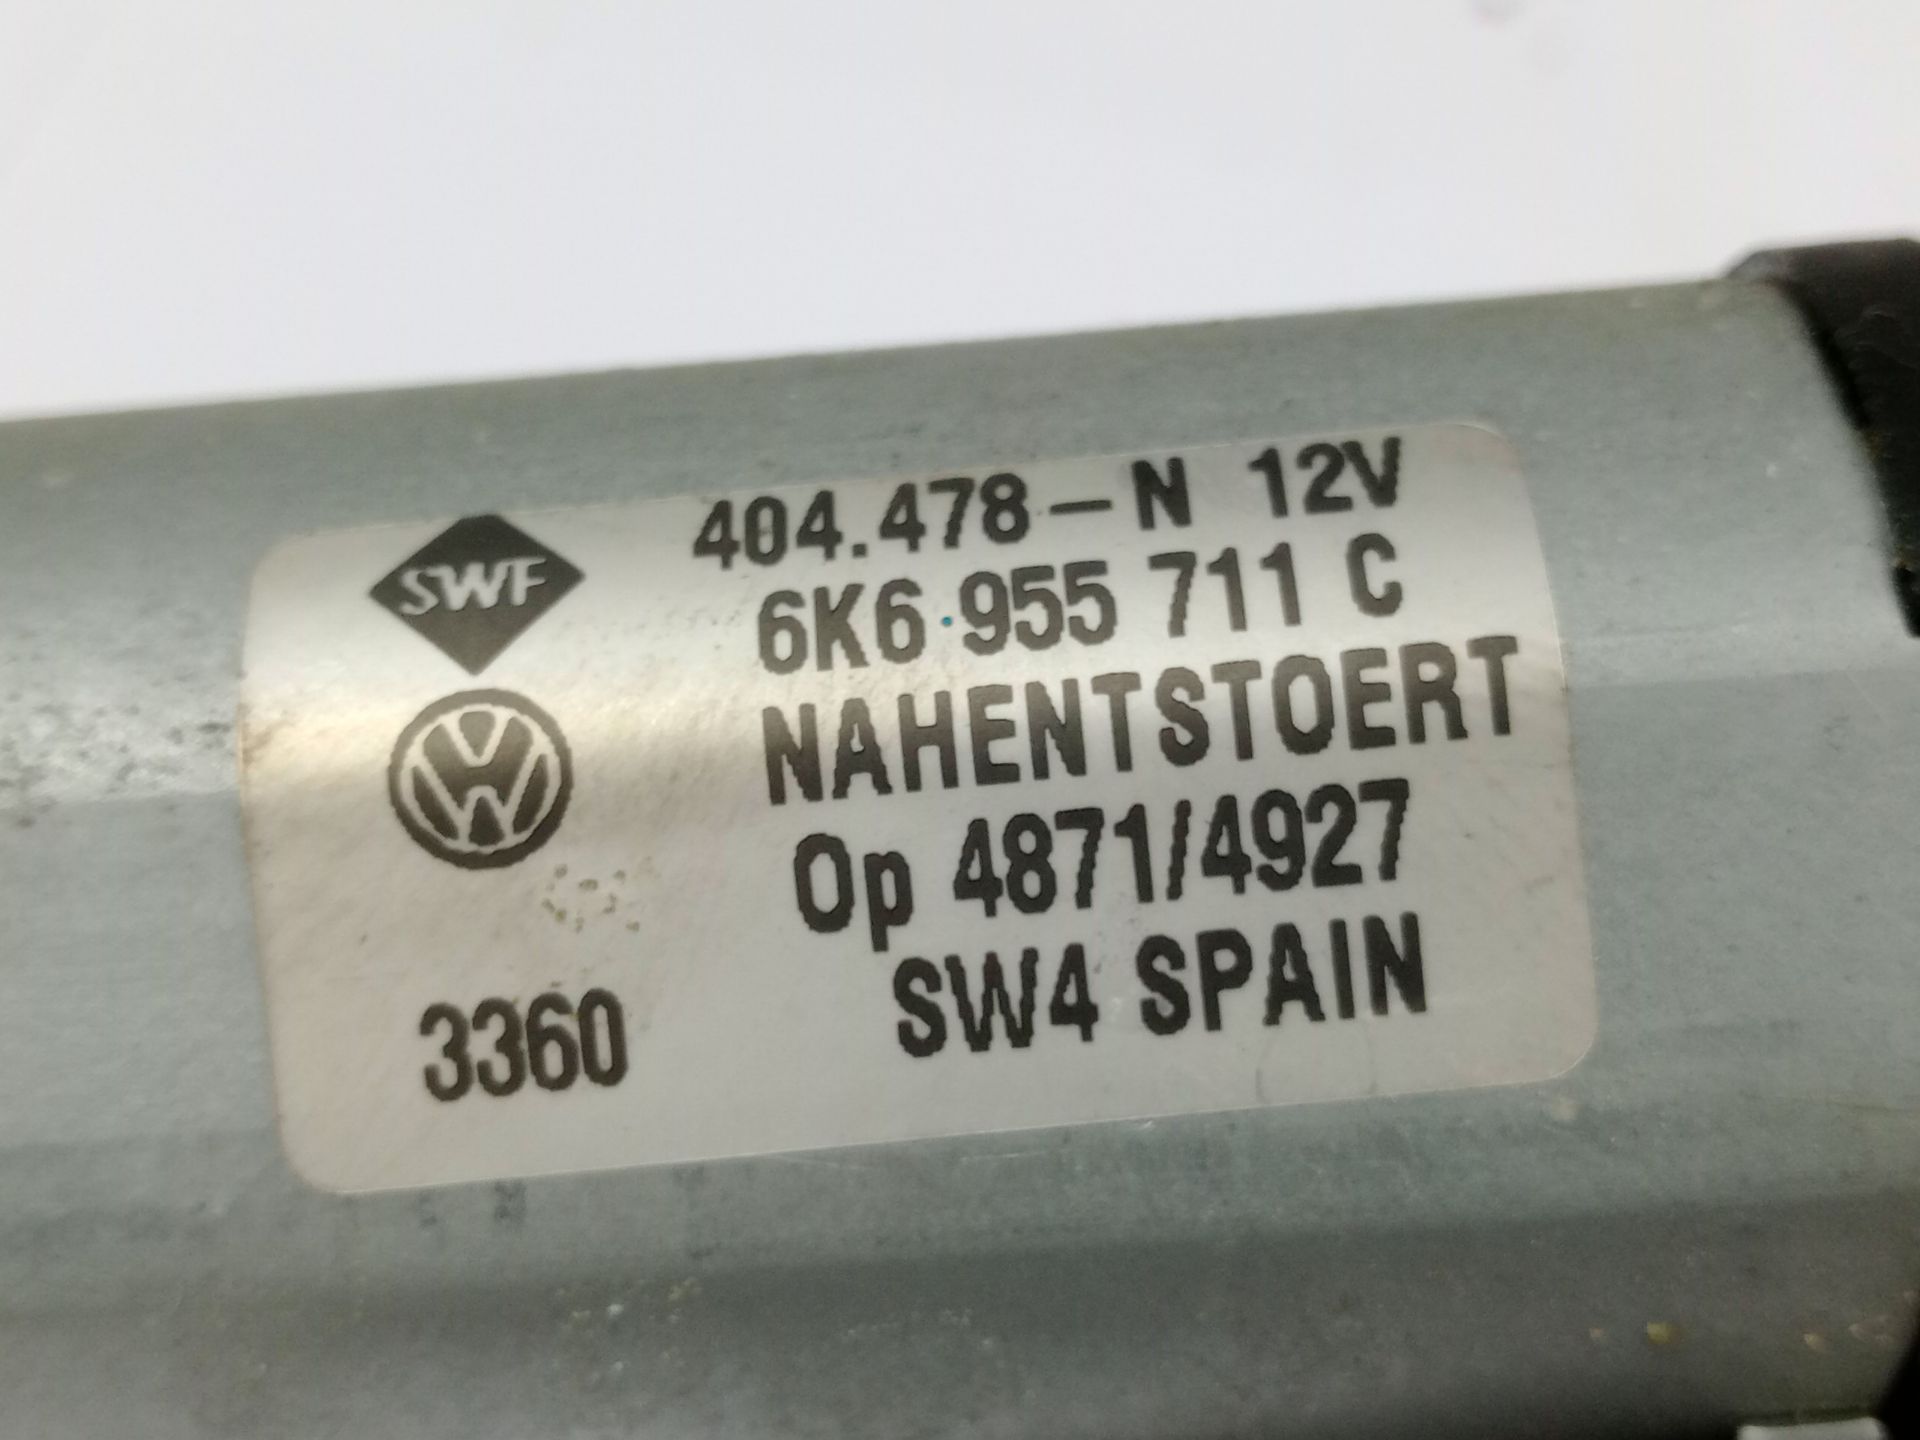 SWF
404.478-N 12V
6K6 955 711 C
NAHENTSTOERT
Op 4871/4927
3360
SW4 SPAIN